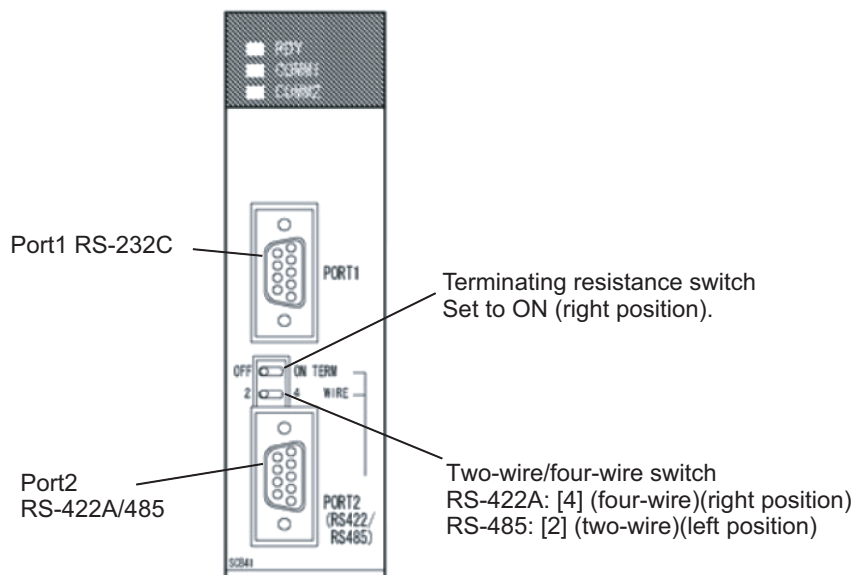 RDY
COMM1
COMM2
Port1 RS-232C
PORT1
Terminating resistance switch
Set to ON (right position).
OFF ON TERM
2 4 WIRE
Port2
RS-422A/485
PORT2
(RS422/
RS485)
Two-wire/four-wire switch
RS-422A: [4] (four-wire)(right position)
RS-485: [2] (two-wire)(left position)
SCB41